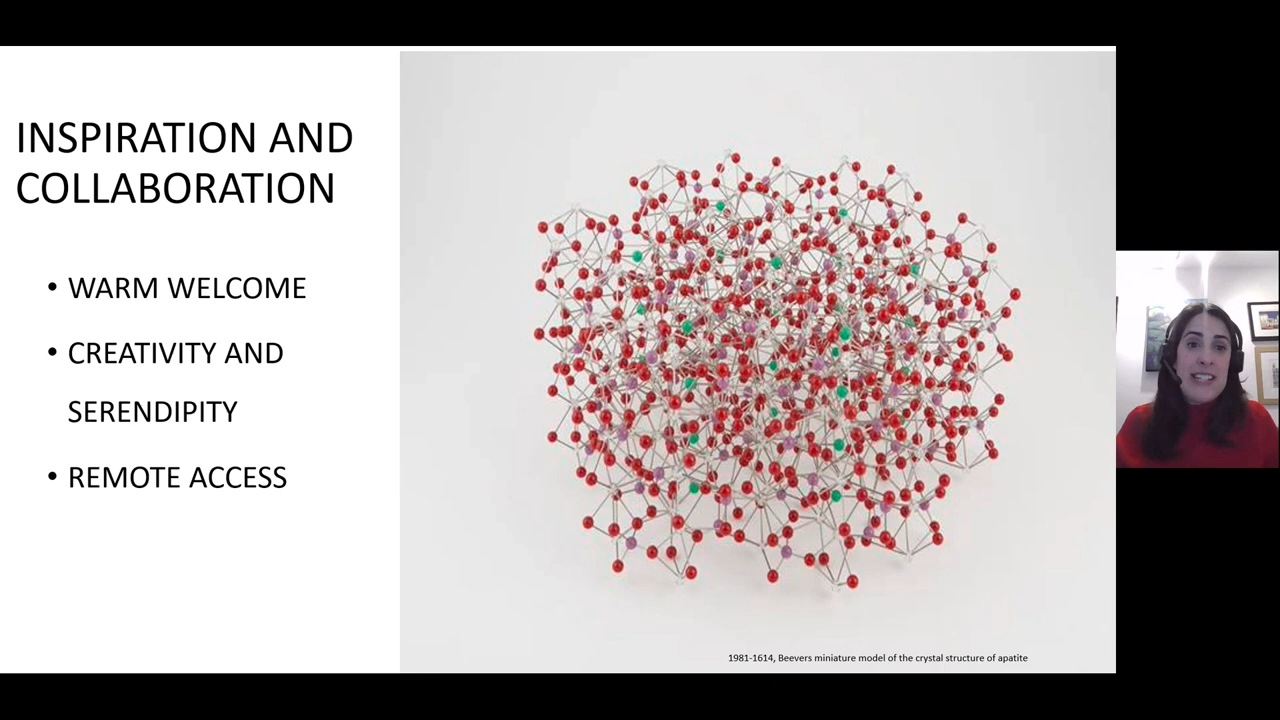 INSPIRATION AND
COLLABORATION
• WARM WELCOME
• CREATIVITY AND
SERENDIPITY
• REMOTE ACCESS
1981-1614, Beevers miniature model of the crystal structure of apatite